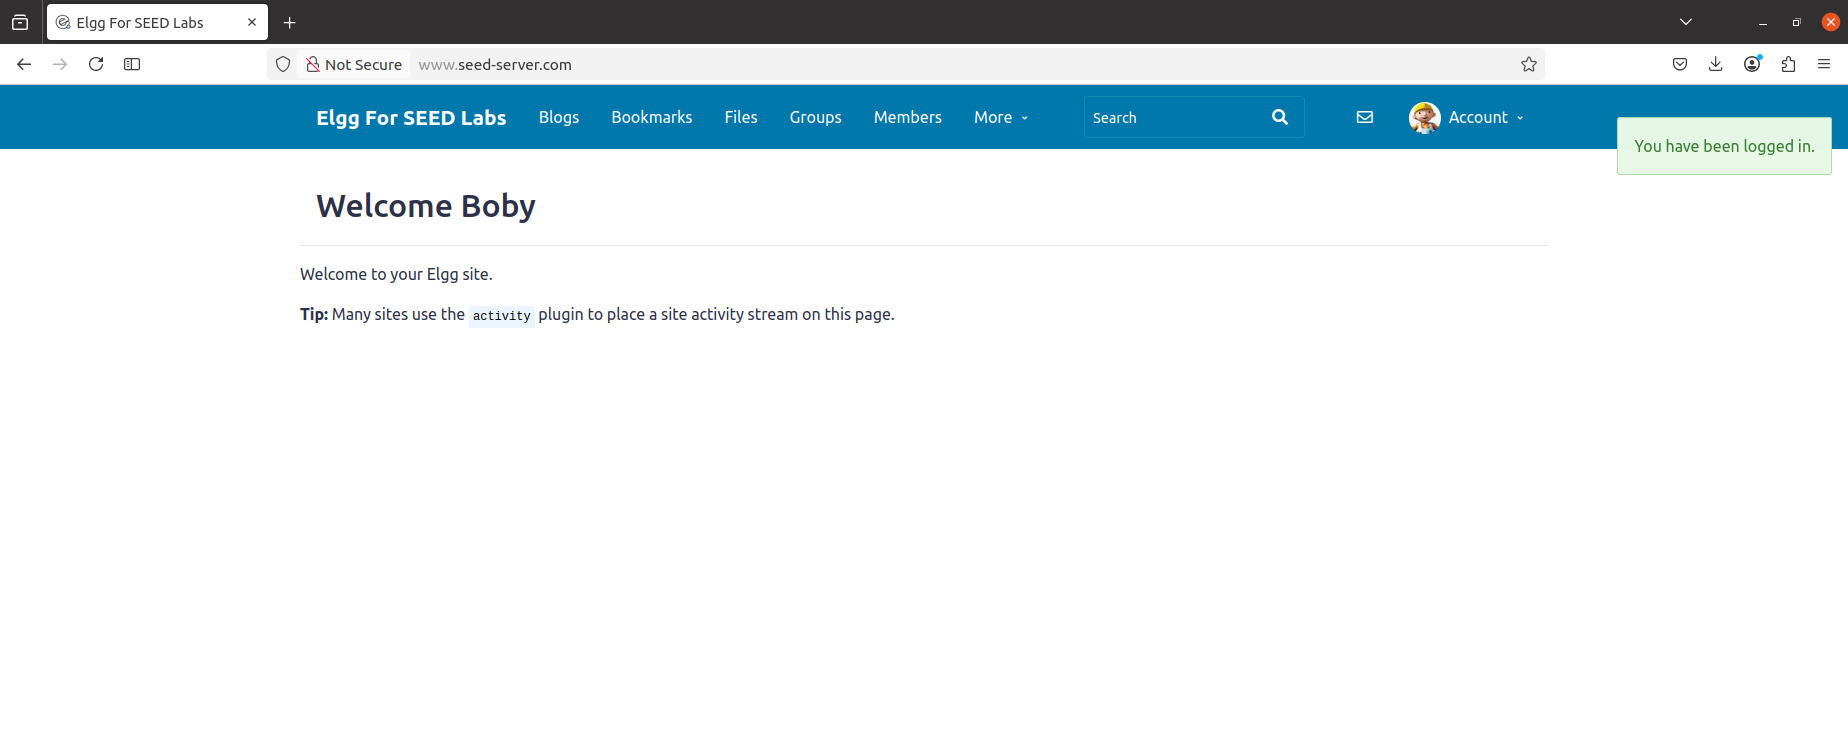 Elgg For SEED Labs
Not Secure www.seed-server.com
Elgg For SEED Labs Blogs Bookmarks Files Groups Members More Search Account
You have been logged in.
Welcome Boby
Welcome to your Elgg site.
Tip: Many sites use the activity plugin to place a site activity stream on this page.